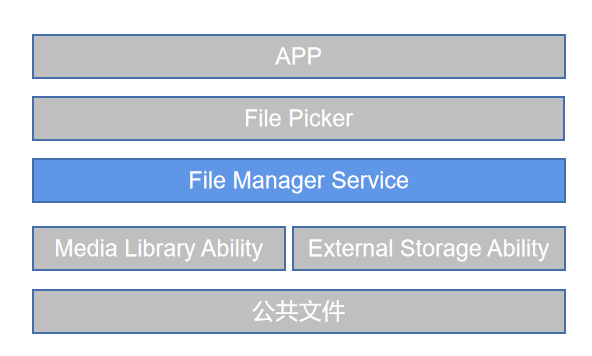 APP
File Picker
File Manager Service
Media Library Ability
External Storage Ability
公共文件